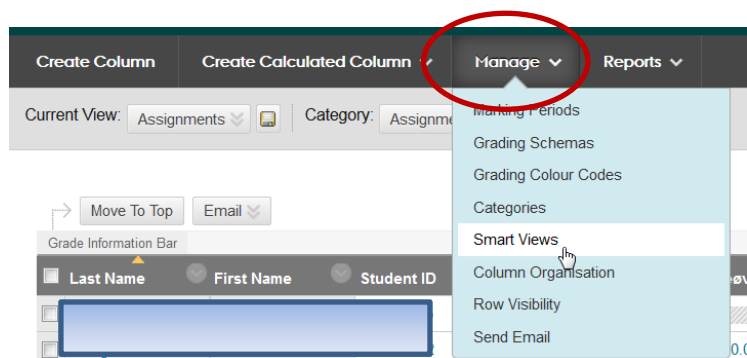 Create Column Create Calculated Column Manage Reports
Current View: Assignments Category: Assignme
Marking Periods
Grading Schemas
Grading Colour Codes
Categories
Move To Top Email
Grade Information Bar
Smart Views
Last Name First Name Student ID
Column Organisation
Row Visibility
Send Email